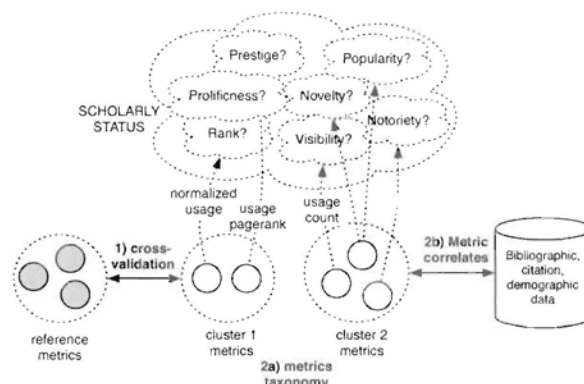 Prestige?
Popularity?
Prolificness?
Novelty?
SCHOLARLY
STATUS
Rank?
Visibility?
Notoriety?
normalized
usage
usage
pagerank
usage
count
1) cross-
validation
2b) Metric
correlates
Bibliographic,
citation,
demographic
data
reference
metrics
cluster 1
metrics
cluster 2
metrics
2a) metrics
taxonomy